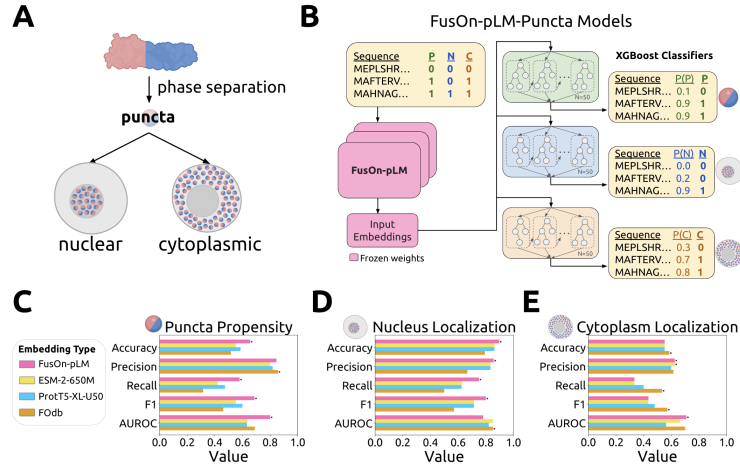 A
phase separation
puncta
nuclear
cytoplasmic
B
FusOn-pLM-Puncta Models
Sequence P N C
MEPLSHR... 0 0 0
MAFTERV... 1 0 1
MAHNAG... 1 1 1
FusOn-pLM
Input
Embeddings
Frozen weights
N=50
N=50
N=50
XGBoost Classifiers
Sequence P(P) P
MEPLSHR... 0.1 0
MAFTERV... 0.9 1
MAHNAG... 0.9 1
Sequence P(N) N
MEPLSHR... 0.0 0
MAFTERV... 0.2 0
MAHNAG... 0.9 1
Sequence P(C) C
MEPLSHR... 0.3 0
MAFTERV... 0.7 1
MAHNAG... 0.8 1
C
Embedding Type
FusOn-pLM
ESM-2-650M
ProtT5-XL-U50
FOdb
Puncta Propensity
Accuracy
Precision
Recall
F1
AUROC
0.0 0.2 0.4 0.6 0.8 1.0
Value
D
Nucleus Localization
Accuracy
Precision
Recall
F1
AUROC
0.0 0.2 0.4 0.6 0.8 1.0
Value
E
Cytoplasm Localization
Accuracy
Precision
Recall
F1
AUROC
0.0 0.2 0.4 0.6 0.8 1.0
Value